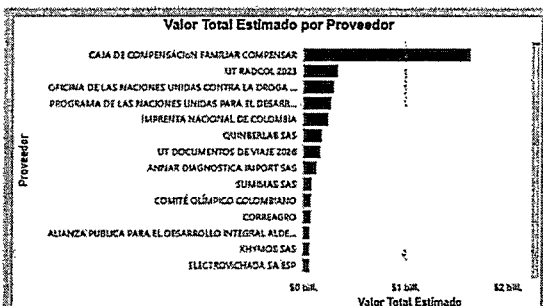 Valor Total Estimado por Proveedor
Proveedor
CAJA DE COMPENSACIÓN FAMILIAR COMPENSAR
UT RADCOL 2023
OFICINA DE LAS NACIONES UNIDAS CONTRA LA DROGA ...
PROGRAMA DE LAS NACIONES UNIDAS PARA EL DESARR...
IMPRENTA NACIONAL DE COLOMBIA
QUINBERLAB SAS
UT DOCUMENTOS DE VIAJE 2026
ANNAR DIAGNOSTICA IMPORT SAS
SUMIMAS SAS
COMITÉ OLÍMPICO COLOMBIANO
CORREAGRO
ALIANZA PUBLICA PARA EL DESARROLLO INTEGRAL ALDE...
KHYMOS SAS
ELECTROVICHADA SA ESP
$0 bill. $1 bill. $2 bill.
Valor Total Estimado